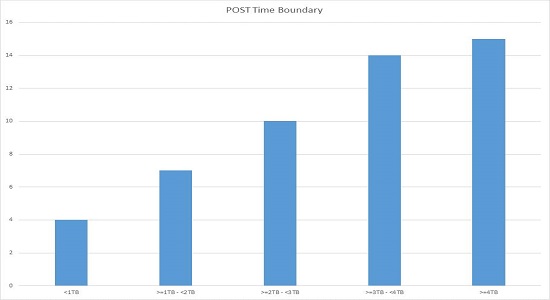 POST Time Boundary
16
14
12
10
8
6
4
2
0
<1TB
>=1TB - <2TB
>=2TB - <3TB
>=3TB - <4TB
>=4TB